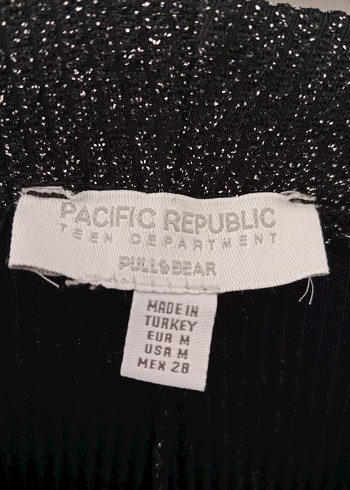 PACIFIC REPUBLIC
TEEN DEPARTMENT
PULL&BEAR
MADE IN
TURKEY
EUR M
USA M
MEX 28